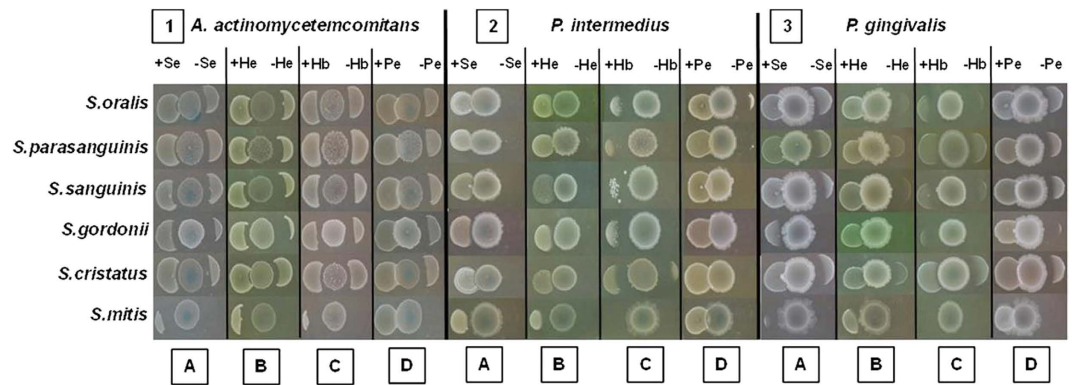 1 A. actinomycetemcomitans 2 P. intermedius 3 P. gingivalis
+Se -Se +He -He +Hb -Hb +Pe -Pe +Se -Se +He -He +Hb -Hb +Pe -Pe +Se -Se +He -He +Hb -Hb +Pe -Pe
S.oralis
S.parasanguinis
S.sanguinis
S.gordonii
S.cristatus
S.mitis
A B C D A B C D A B C D